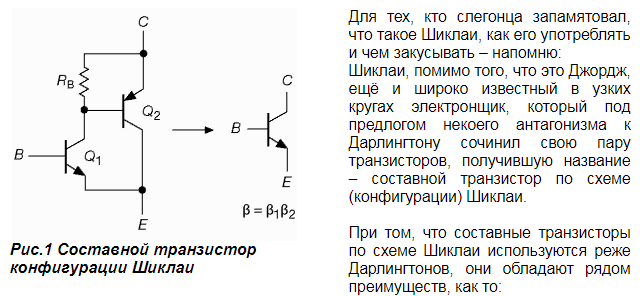 C
R_B
Q₂
B
Q₁
E
C
B
E
β = β₁β₂
Рис.1 Составной транзистор
конфигурации Шиклаи
Для тех, кто слегонца запамятовал,
что такое Шиклаи, как его употреблять
и чем закусывать – напомню:
Шиклаи, помимо того, что это Джордж,
ещё и широко известный в узких
кругах электронщик, который под
предлогом некоего антагонизма к
Дарлингтону сочинил свою пару
транзисторов, получившую название
– составной транзистор по схеме
(конфигурации) Шиклаи.
При том, что составные транзисторы
по схеме Шиклаи используются реже
Дарлингтонов, они обладают рядом
преимуществ, как то: